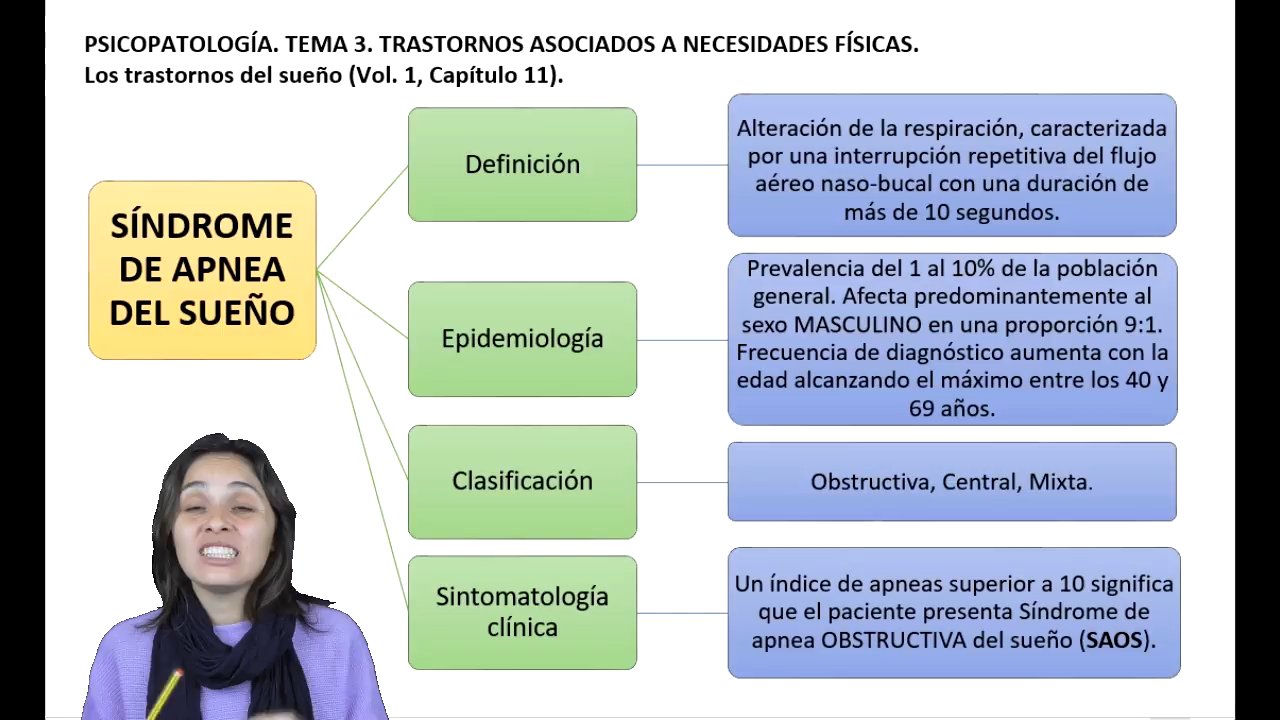 PSICOPATOLOGÍA. TEMA 3. TRASTORNOS ASOCIADOS A NECESIDADES FÍSICAS.
Los trastornos del sueño (Vol. 1, Capítulo 11).
SÍNDROME
DE APNEA
DEL SUEÑO
Definición
Alteración de la respiración, caracterizada
por una interrupción repetitiva del flujo
aéreo naso-bucal con una duración de
más de 10 segundos.
Epidemiología
Prevalencia del 1 al 10% de la población
general. Afecta predominantemente al
sexo MASCULINO en una proporción 9:1.
Frecuencia de diagnóstico aumenta con la
edad alcanzando el máximo entre los 40 y
69 años.
Clasificación
Obstructiva, Central, Mixta.
Sintomatología
clínica
Un índice de apneas superior a 10 significa
que el paciente presenta Síndrome de
apnea OBSTRUCTIVA del sueño (SAOS).